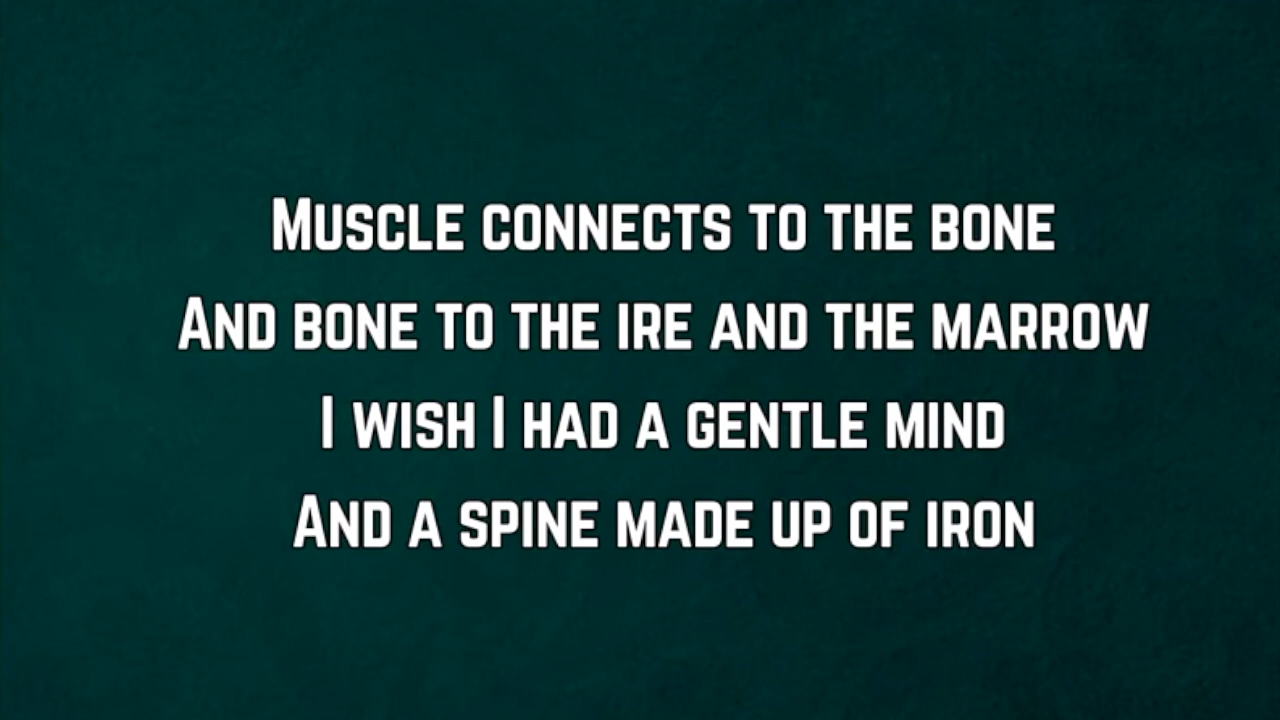 Muscle connects to the bone
And bone to the ire and the marrow
I wish I had a gentle mind
And a spine made up of iron